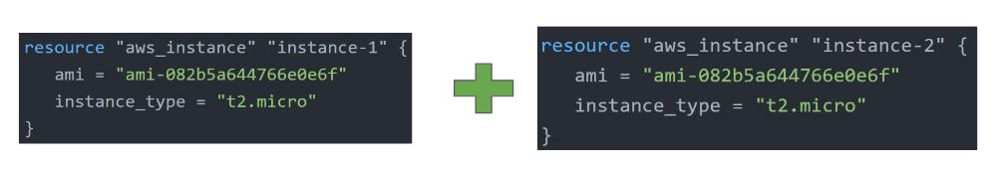 resource "aws_instance" "instance-1" {
   ami = "ami-082b5a644766e0e6f"
   instance_type = "t2.micro"
}
resource "aws_instance" "instance-2" {
   ami = "ami-082b5a644766e0e6f"
   instance_type = "t2.micro"
}